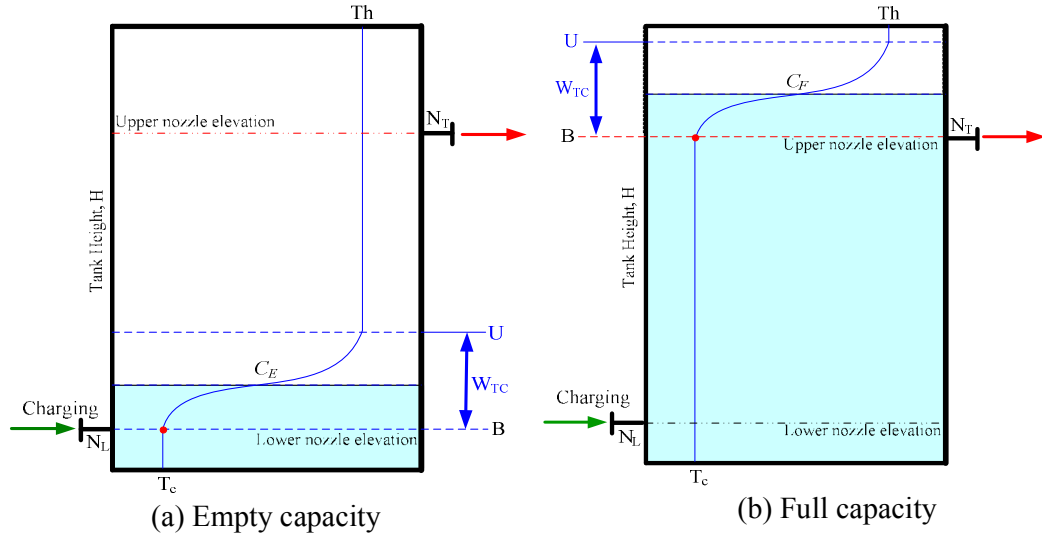 Th
Upper nozzle elevation
N_T
Tank Height, H
U
C_E
W_TC
Charging
N_L
Lower nozzle elevation
B
T_c
(a) Empty capacity
Th
U
W_TC
C_F
B
N_T
Upper nozzle elevation
Tank Height, H
Charging
N_L
Lower nozzle elevation
T_c
(b) Full capacity